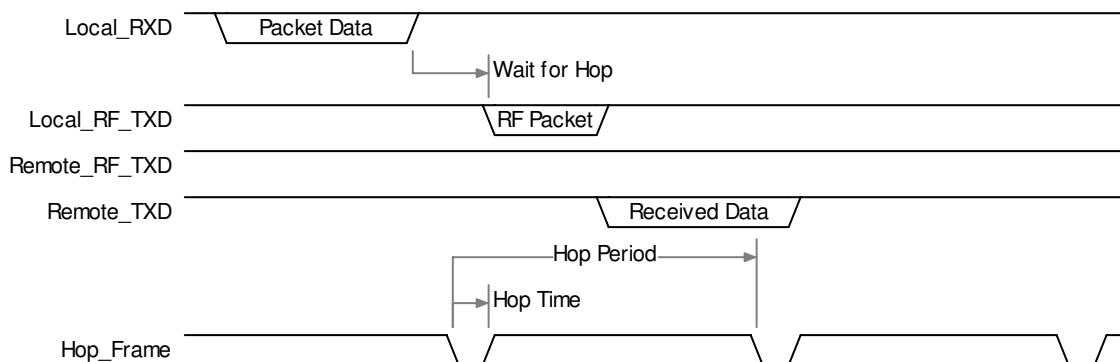 Local_RXD
Packet Data
Wait for Hop
Local_RF_TXD
RF Packet
Remote_RF_TXD
Remote_TXD
Received Data
Hop Period
Hop Time
Hop_Frame